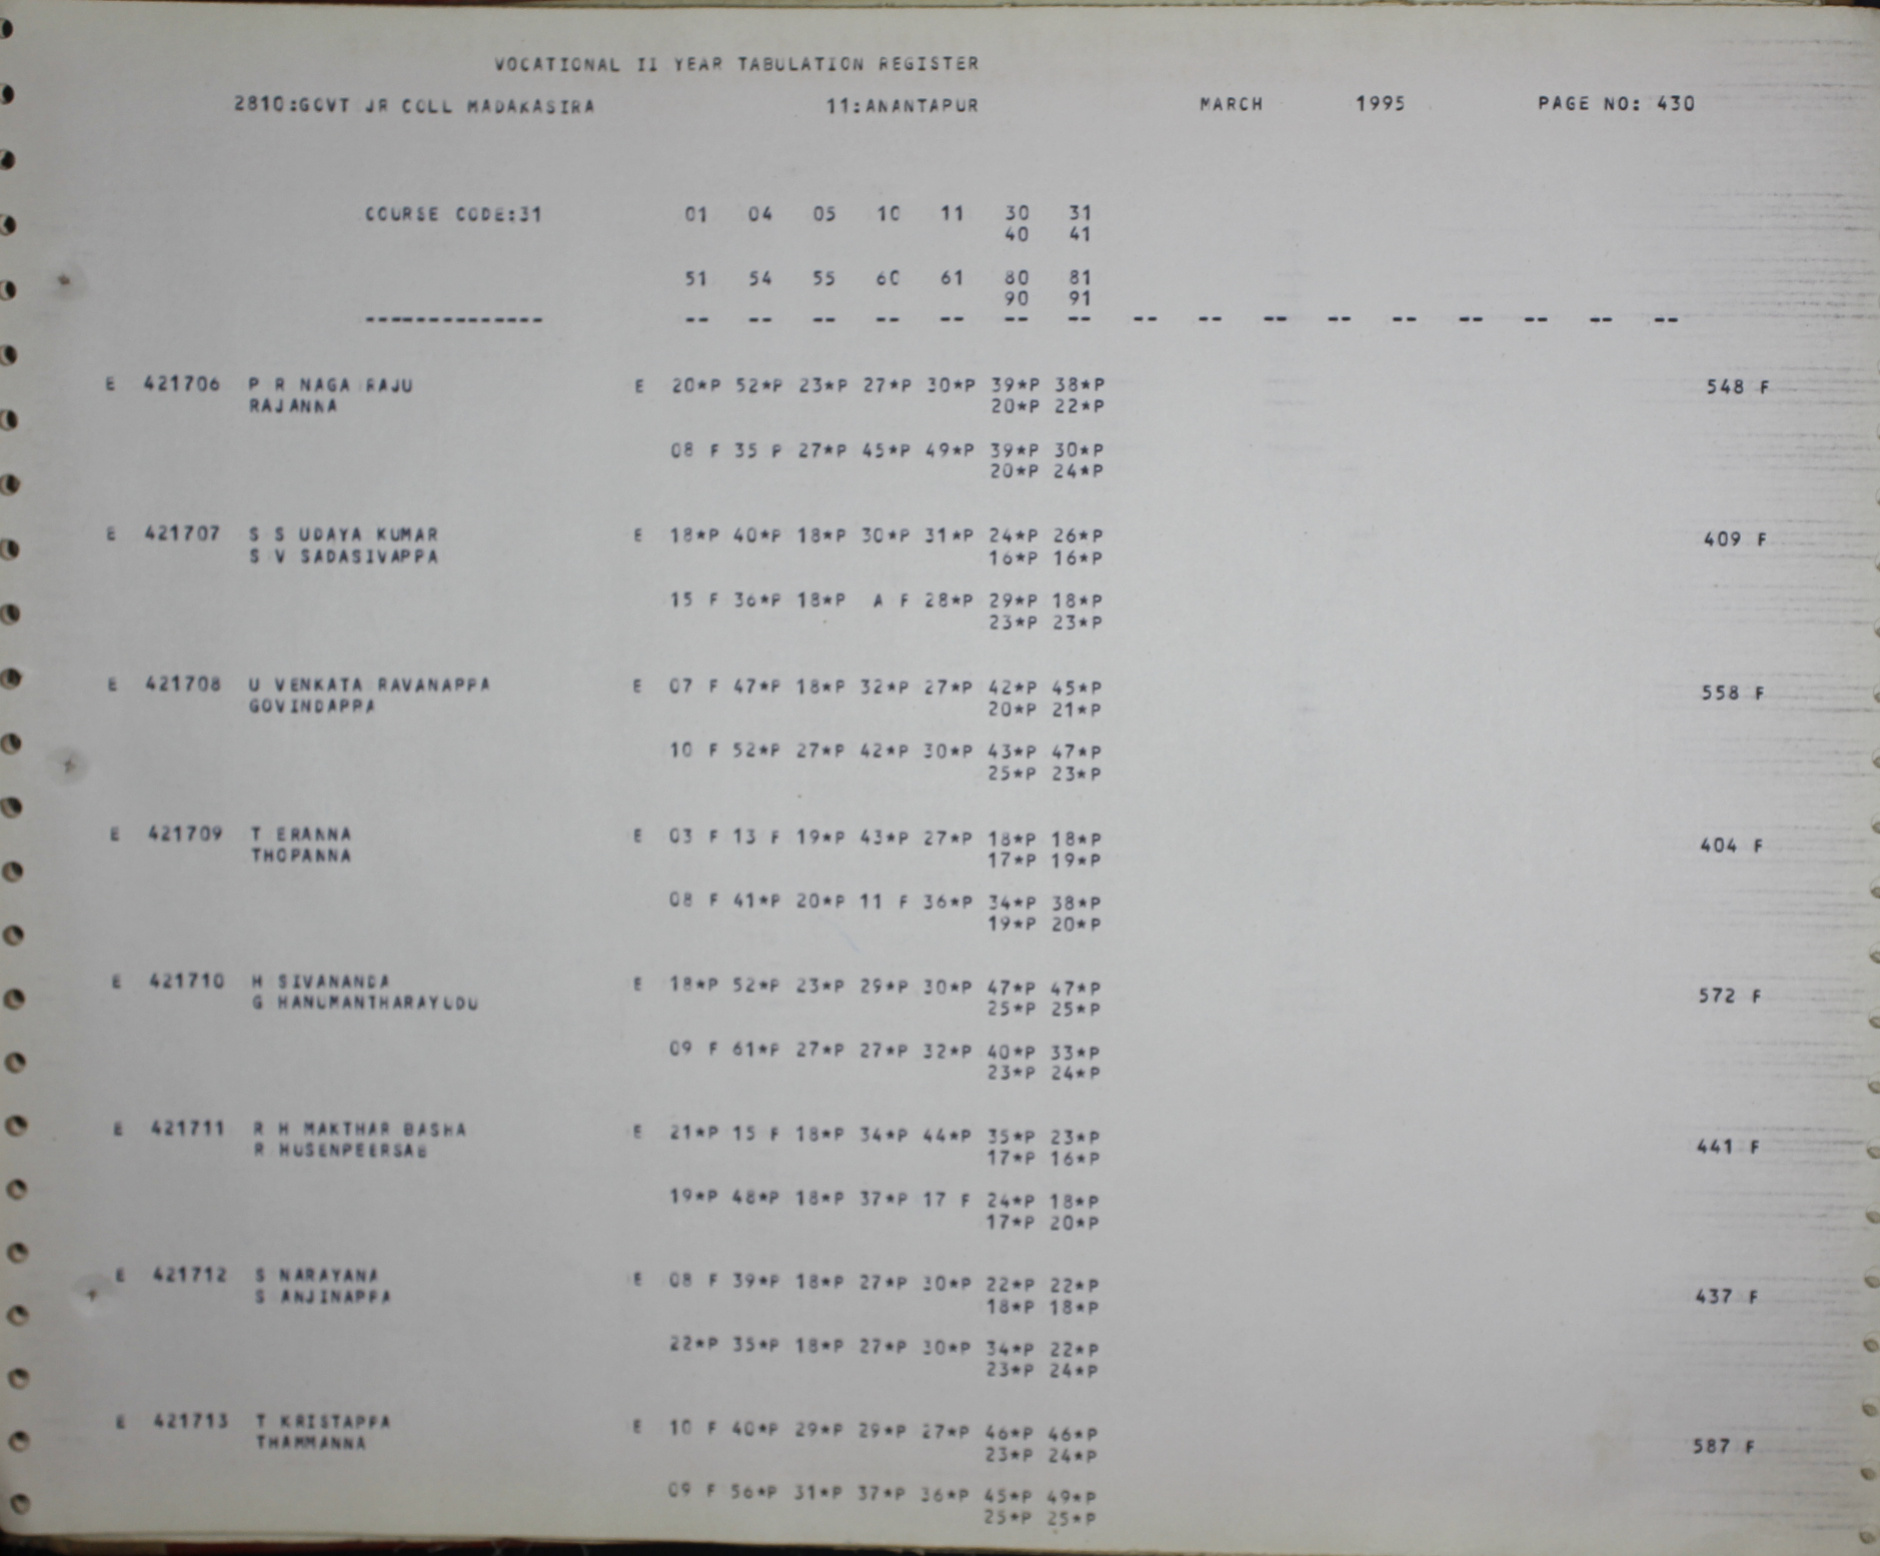 VOCATIONAL II YEAR TABULATION REGISTER
2810:GOVT JR COLL MADAKASIRA 11:ANANTAPUR MARCH 1995 PAGE NO: 430
COURSE CODE:31 01 04 05 10 11 30 31
40 41
51 54 55 60 61 80 81
90 91
-------------- -- -- -- -- -- -- -- -- -- -- -- -- -- -- -- --
E 421706 P R NAGA RAJU E 20*P 52*P 23*P 27*P 30*P 39*P 38*P 548 F
RAJANNA 20*P 22*P
08 F 35 P 27*P 45*P 49*P 39*P 30*P
20*P 24*P
E 421707 S S UDAYA KUMAR E 18*P 40*P 18*P 30*P 31*P 24*P 26*P 409 F
S V SADASIVAPPA 16*P 16*P
15 F 36*P 18*P A F 28*P 29*P 18*P
23*P 23*P
E 421708 U VENKATA RAVANAPPA E 07 F 47*P 18*P 32*P 27*P 42*P 45*P 558 F
GOVINDAPPA 20*P 21*P
10 F 52*P 27*P 42*P 30*P 43*P 47*P
25*P 23*P
E 421709 T ERANNA E 03 F 13 F 19*P 43*P 27*P 18*P 18*P 404 F
THOPANNA 17*P 19*P
08 F 41*P 20*P 11 F 36*P 34*P 38*P
19*P 20*P
E 421710 H SIVANANDA E 18*P 52*P 23*P 29*P 30*P 47*P 47*P 572 F
G HANUMANTHARAYUDU 25*P 25*P
09 F 61*P 27*P 27*P 32*P 40*P 33*P
23*P 24*P
E 421711 R H MAKTHAR BASHA E 21*P 15 F 18*P 34*P 44*P 35*P 23*P 441 F
R HUSENPEERSAB 17*P 16*P
19*P 48*P 18*P 37*P 17 F 24*P 18*P
17*P 20*P
E 421712 S NARAYANA E 08 F 39*P 18*P 27*P 30*P 22*P 22*P 437 F
S ANJINAPPA 18*P 18*P
22*P 35*P 18*P 27*P 30*P 34*P 22*P
23*P 24*P
E 421713 T KRISTAPPA E 10 F 40*P 29*P 29*P 27*P 46*P 46*P 587 F
THAMMANNA 23*P 24*P
09 F 56*P 31*P 37*P 36*P 45*P 49*P
25*P 25*P